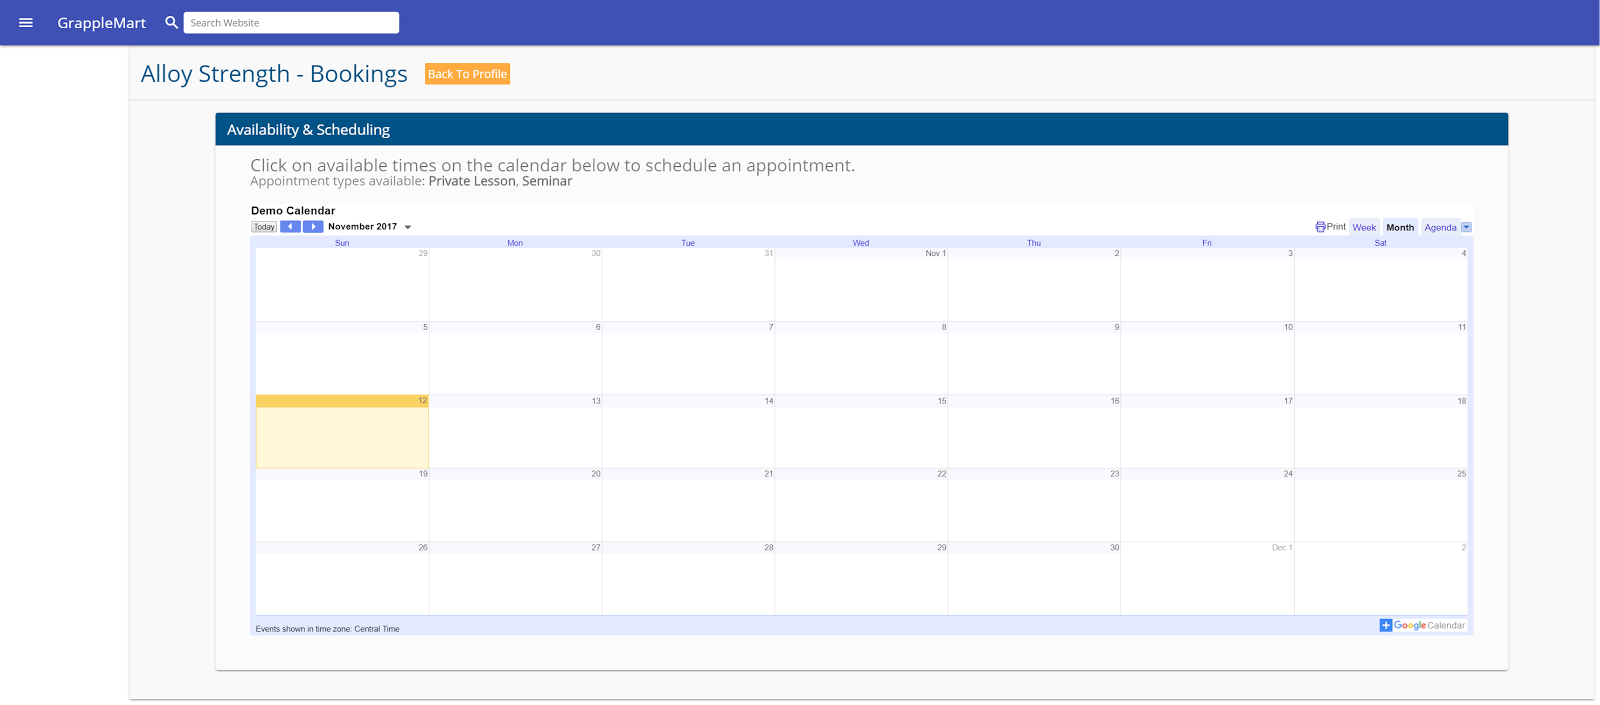 GrappleMart Search Website
Alloy Strength - Bookings Back To Profile
Availability & Scheduling
Click on available times on the calendar below to schedule an appointment.
Appointment types available: Private Lesson, Seminar
Demo Calendar
Today November 2017 Print Week Month Agenda
Sun Mon Tue Wed Thu Fri Sat
29 30 31 Nov 1 2 3 4
5 6 7 8 9 10 11
12 13 14 15 16 17 18
19 20 21 22 23 24 25
26 27 28 29 30 Dec 1 2
Events shown in time zone: Central Time Google Calendar